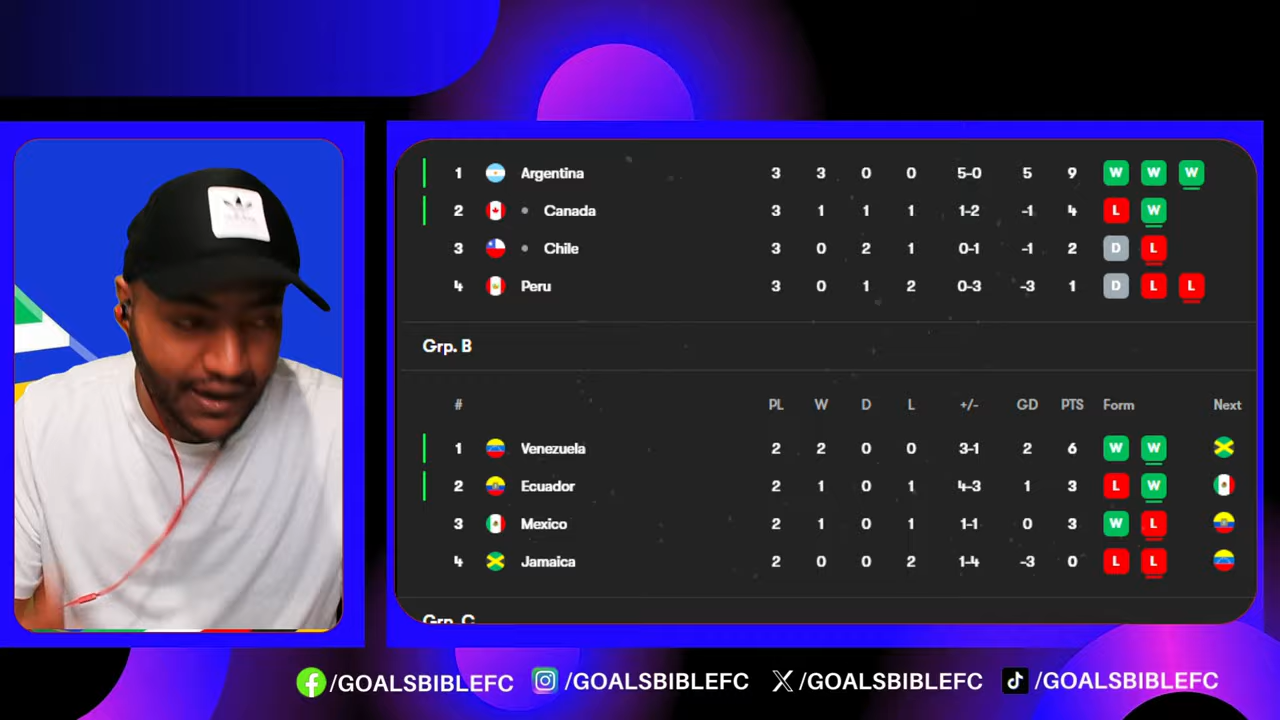 1 Argentina 3 3 0 0 5-0 5 9 W W W
2 Canada 3 1 1 1 1-2 -1 4 L W
3 Chile 3 0 2 1 0-1 -1 2 D L
4 Peru 3 0 1 2 0-3 -3 1 D L L
Grp. B
# PL W D L +/- GD PTS Form Next
1 Venezuela 2 2 0 0 3-1 2 6 W W
2 Ecuador 2 1 0 1 4-3 1 3 L W
3 Mexico 2 1 0 1 1-1 0 3 W L
4 Jamaica 2 0 0 2 1-4 -3 0 L L
Grp. C
/GOALSBIBLEFC /GOALSBIBLEFC /GOALSBIBLEFC /GOALSBIBLEFC